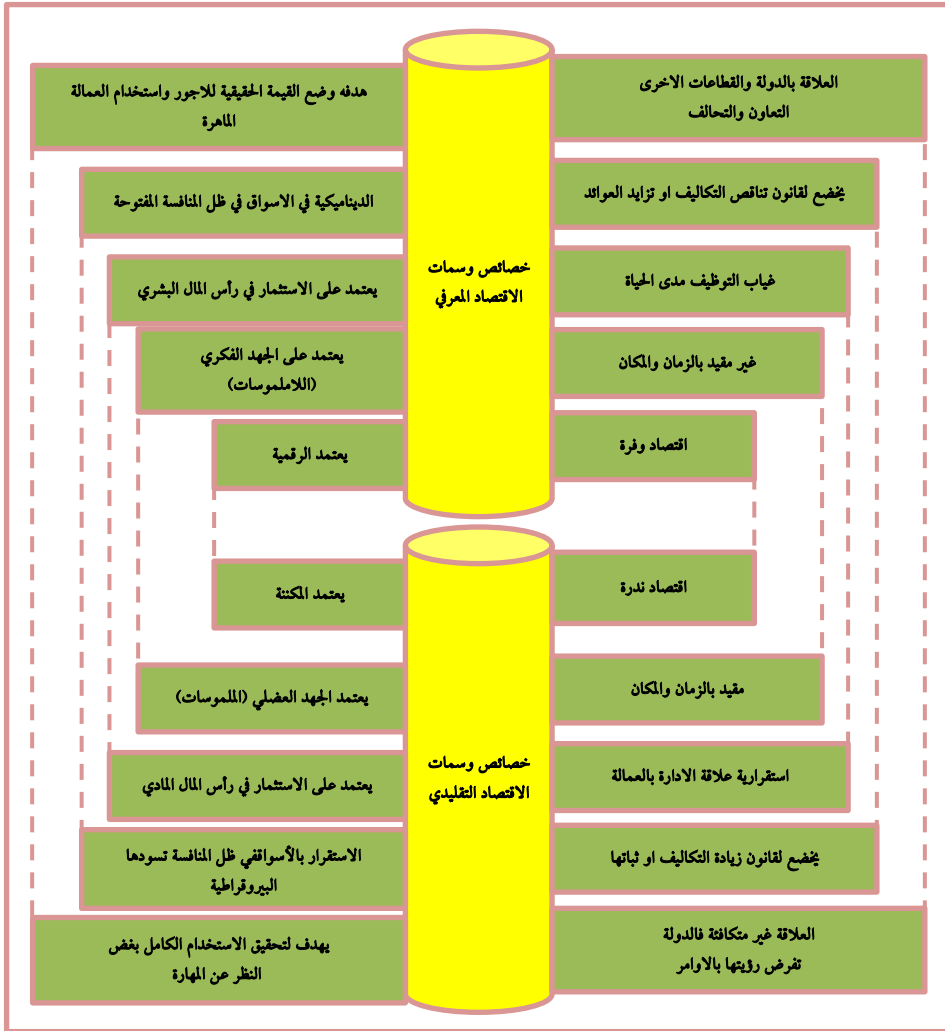 العلاقة بالدولة والقطاعات الاخرى
التعاون والتحالف
هدفه وضع القيمة الحقيقية للاجور واستخدام العمالة
الماهرة
يخضع لقانون تناقص التكاليف او تزايد العوائد
الديناميكية في الاسواق في ظل المنافسة المفتوحة
خصائص وسمات
الاقتصاد المعرفي
غياب التوظيف مدى الحياة
يعتمد على الاستثمار في رأس المال البشري
غير مقيد بالزمان والمكان
يعتمد على الجهد الفكري
(اللاملموسات)
اقتصاد وفرة
يعتمد الرقمية
اقتصاد ندرة
يعتمد المكننة
مقيد بالزمان والمكان
يعتمد الجهد العضلي (الملموسات)
خصائص وسمات
الاقتصاد التقليدي
استقرارية علاقة الادارة بالعمالة
يعتمد على الاستثمار في رأس المال المادي
يخضع لقانون زيادة التكاليف او ثباتها
الاستقرار بالأسواقفي ظل المنافسة تسودها
البيروقراطية
العلاقة غير متكافئة فالدولة
تفرض رؤيتها بالاوامر
يهدف لتحقيق الاستخدام الكامل بغض
النظر عن المهارة